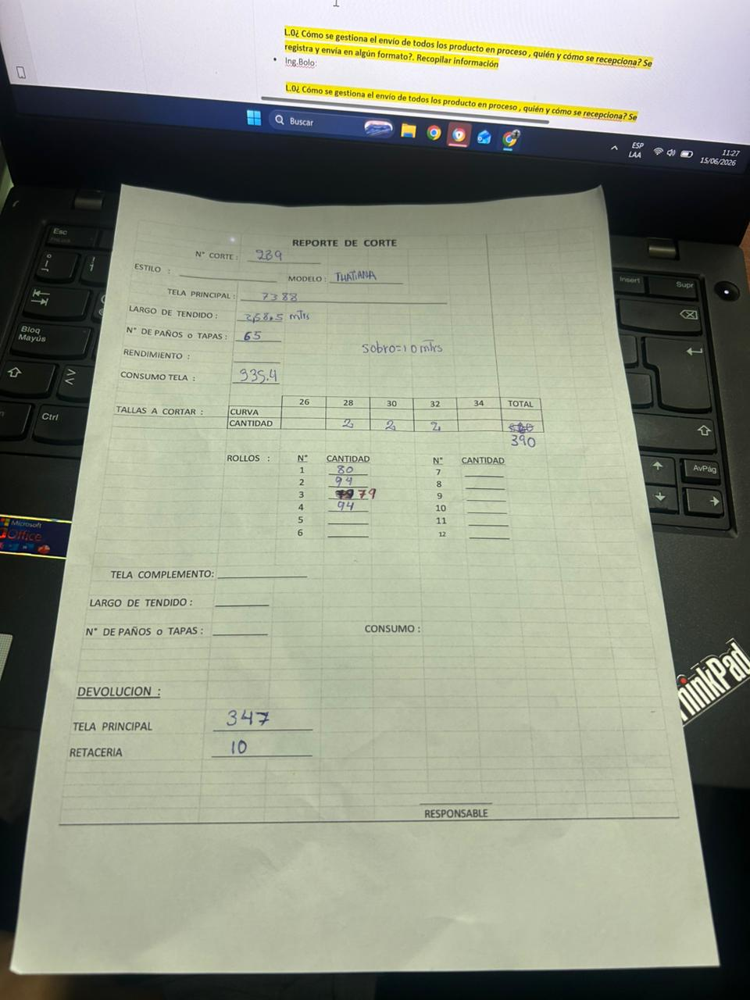 L.0¿ Cómo se gestiona el envío de todos los producto en proceso , quién y cómo se recepciona? Se
registra y envía en algún formato?. Recopilar información
• Ing.Bolo:
L.0¿ Cómo se gestiona el envío de todos los producto en proceso , quién y cómo se recepciona? Se
Buscar
ESP
LAA
11:27
15/06/2026
Esc
Bloq
Mayús
Ctrl
Insert
Supr
AvPág
Microsoft
Office
ThinkPad
REPORTE DE CORTE
N° CORTE : 239
ESTILO :
MODELO : THATIANA
TELA PRINCIPAL : 7388
LARGO DE TENDIDO : mtrs
N° DE PAÑOS o TAPAS : 65
sobro=10 mtrs
RENDIMIENTO :
CONSUMO TELA : 335.4
26 28 30 32 34 TOTAL
TALLAS A CORTAR : CURVA
CANTIDAD 2 2 2
390
ROLLOS : N° CANTIDAD N° CANTIDAD
1 80 7
2 94 8
3 79 9
4 94 10
5 11
6 12
TELA COMPLEMENTO:
LARGO DE TENDIDO :
N° DE PAÑOS o TAPAS : CONSUMO :
DEVOLUCION :
TELA PRINCIPAL 347
RETACERIA 10
RESPONSABLE